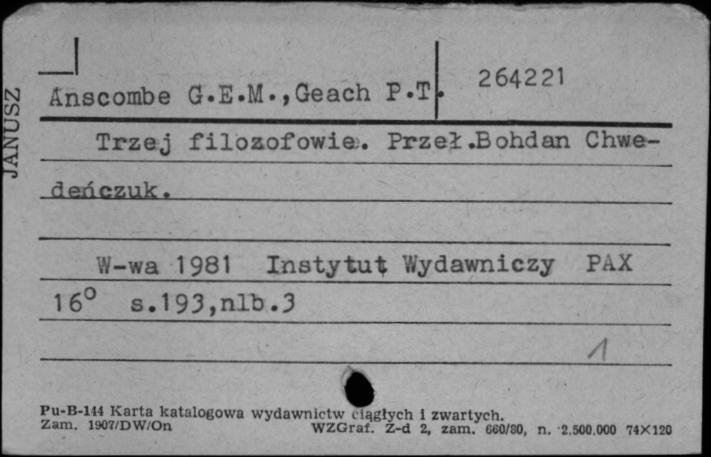 264221
Anscombe G.E.M.,Geach P.T.
JANUSZ
Trzej filozofowie. Przeł.Bohdan Chwe-
deńczuk.
W-wa 1981 Instytut Wydawniczy PAX
16° s.193,nlb.3
1
Pu-B-144 Karta katalogowa wydawnictw ciągłych i zwartych.
Zam. 1907/DW/On WZGraf. Z-d 2, zam. 660/80, n. 2.500.000 74X120